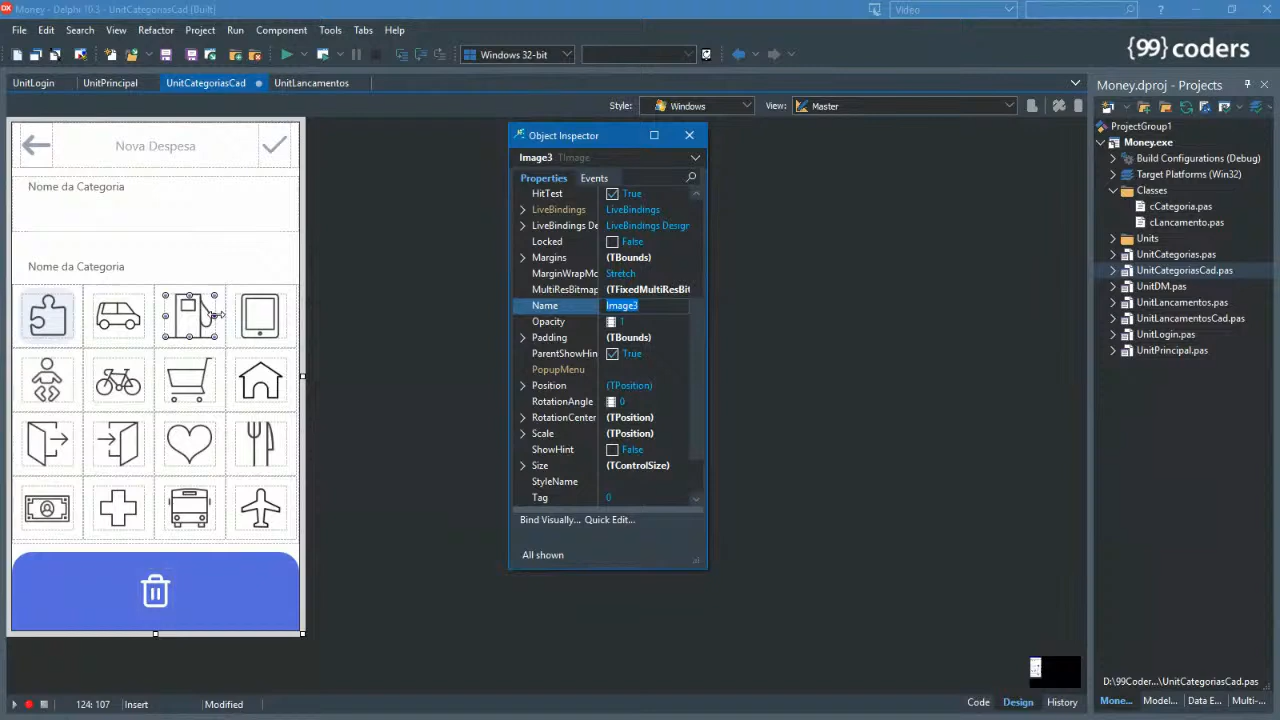 Money - Delphi 10.3 - UnitCategoriasCad [Built]
Video
?
File Edit Search View Refactor Project Run Component Tools Tabs Help
Windows 32-bit
{99} coders
UnitLogin UnitPrincipal UnitCategoriasCad UnitLancamentos
Style: Windows View: Master
Nova Despesa
Nome da Categoria
Nome da Categoria
Object Inspector
Image3 TImage
Properties Events
HitTest True
LiveBindings LiveBindings
LiveBindings De LiveBindings Design
Locked False
Margins (TBounds)
MarginWrapMo Stretch
MultiResBitmap (TFixedMultiResBit
Name Image3
Opacity 1
Padding (TBounds)
ParentShowHin True
PopupMenu
Position (TPosition)
RotationAngle 0
RotationCenter (TPosition)
Scale (TPosition)
ShowHint False
Size (TControlSize)
StyleName
Tag 0
Bind Visually... Quick Edit...
All shown
Money.dproj - Projects
ProjectGroup1
Money.exe
Build Configurations (Debug)
Target Platforms (Win32)
Classes
cCategoria.pas
cLancamento.pas
Units
UnitCategorias.pas
UnitCategoriasCad.pas
UnitDM.pas
UnitLancamentos.pas
UnitLancamentosCad.pas
UnitLogin.pas
UnitPrincipal.pas
D:\99Coder...\UnitCategoriasCad.pas
Mone... Model... Data E... Multi-...
124: 107 Insert Modified Code Design History